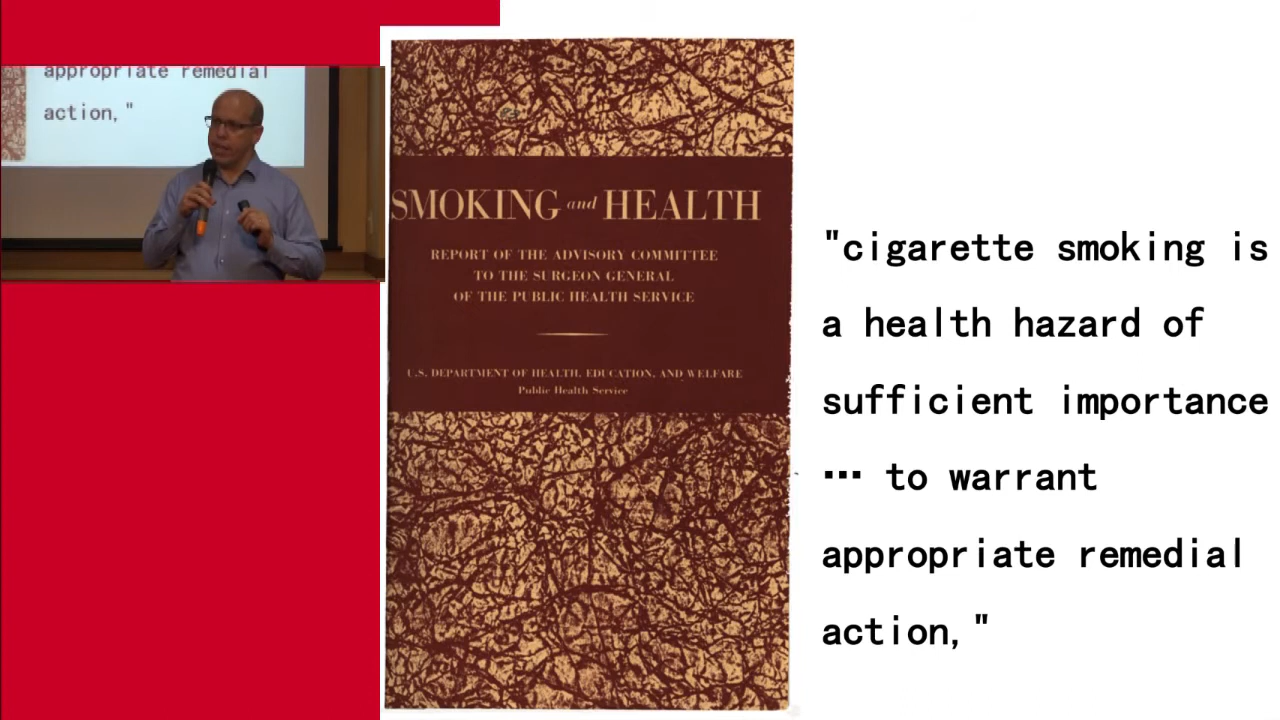 appropriate remedial
action,"
SMOKING and HEALTH
REPORT OF THE ADVISORY COMMITTEE
TO THE SURGEON GENERAL
OF THE PUBLIC HEALTH SERVICE
U.S. DEPARTMENT OF HEALTH, EDUCATION, AND WELFARE
Public Health Service
"cigarette smoking is
a health hazard of
sufficient importance
… to warrant
appropriate remedial
action,"